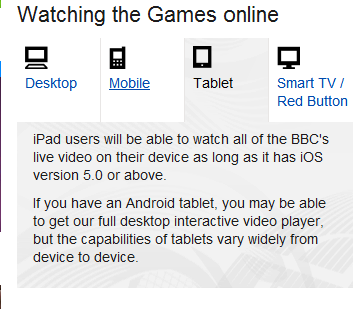 Watching the Games online
Desktop
Mobile
Tablet
Smart TV /
Red Button
iPad users will be able to watch all of the BBC's
live video on their device as long as it has iOS
version 5.0 or above.
If you have an Android tablet, you may be able
to get our full desktop interactive video player,
but the capabilities of tablets vary widely from
device to device.